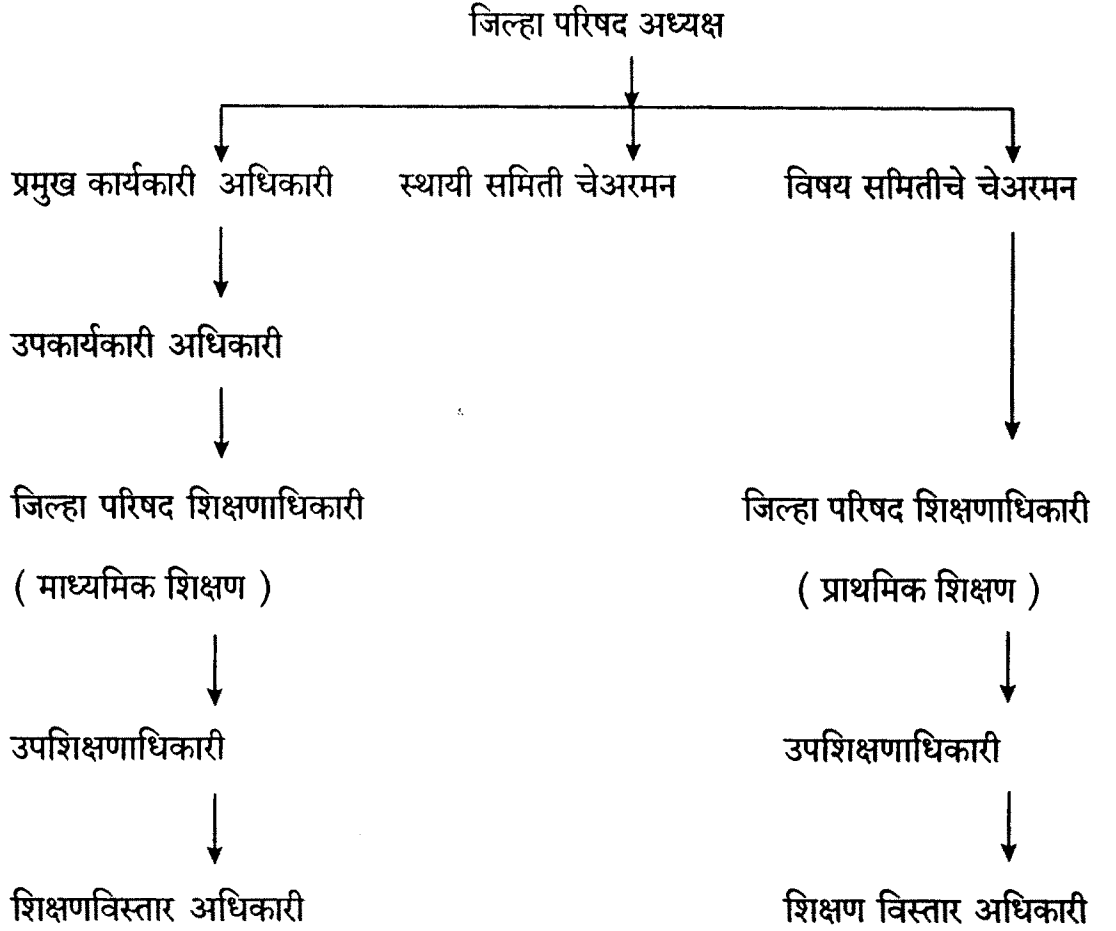 जिल्हा परिषद अध्यक्ष
प्रमुख कार्यकारी अधिकारी
स्थायी समिती चेअरमन
विषय समितीचे चेअरमन
उपकार्यकारी अधिकारी
जिल्हा परिषद शिक्षणाधिकारी
( माध्यमिक शिक्षण )
जिल्हा परिषद शिक्षणाधिकारी
( प्राथमिक शिक्षण )
उपशिक्षणाधिकारी
उपशिक्षणाधिकारी
शिक्षणविस्तार अधिकारी
शिक्षण विस्तार अधिकारी